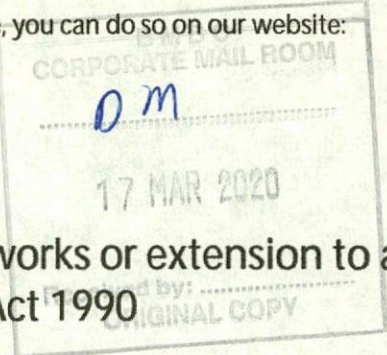 , you can do so on our website:
CORPORATE MAIL ROOM
DM
17 MAR 2020
works or extension to a
Received by:
Act 1990
ORIGINAL COPY